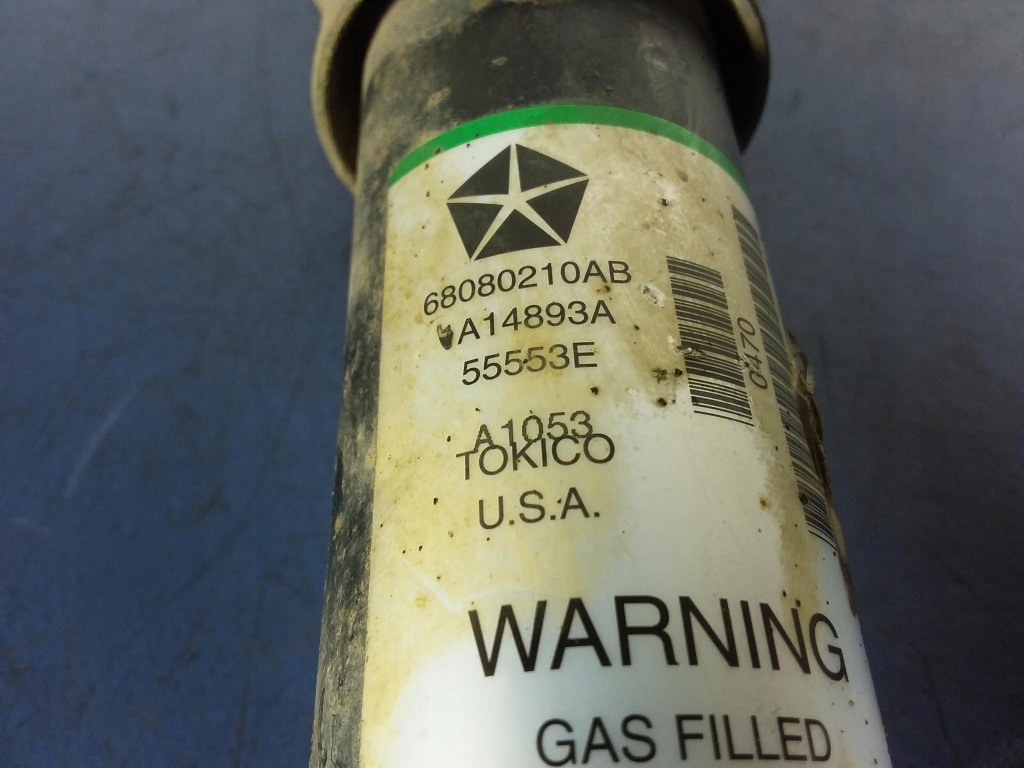 68080210AB
A14893A
55553E
A1053
TOKICO
U.S.A.
0470
WARNING
GAS FILLED